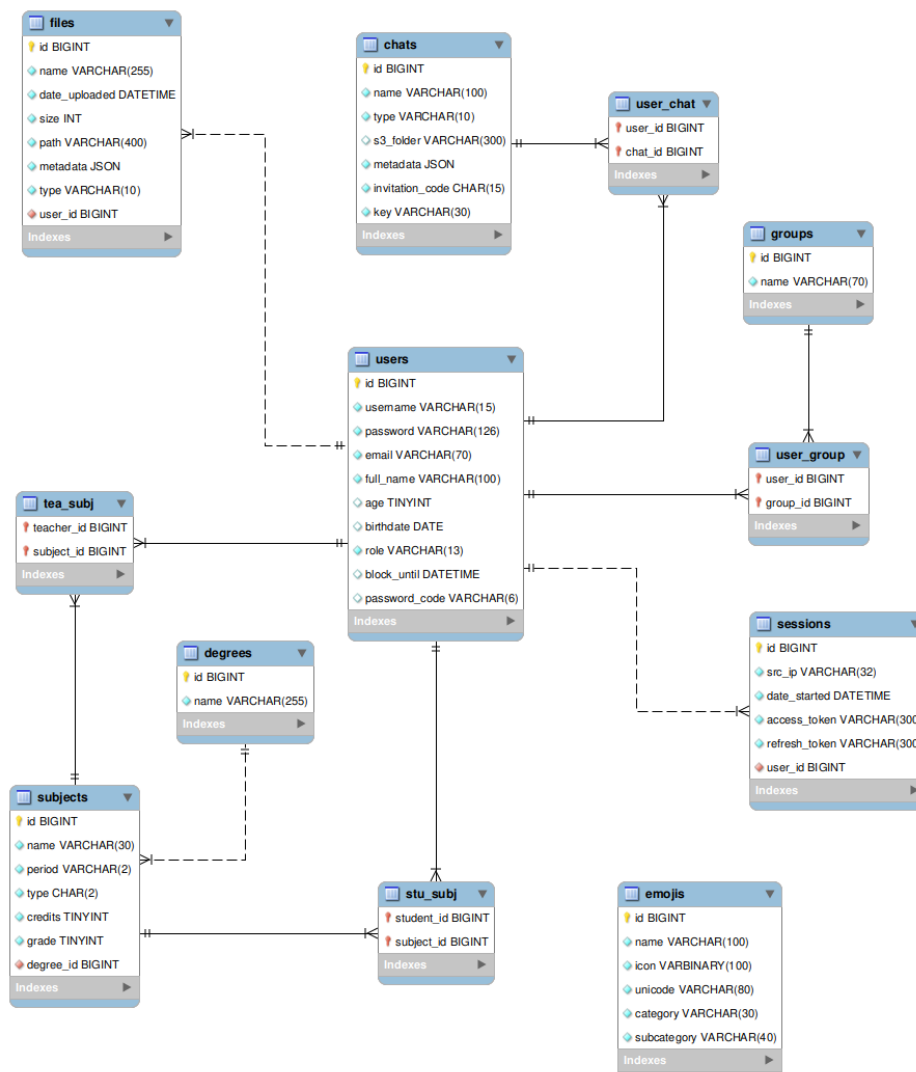 files
id BIGINT
name VARCHAR(255)
date_uploaded DATETIME
size INT
path VARCHAR(400)
metadata JSON
type VARCHAR(10)
user_id BIGINT
Indexes
chats
id BIGINT
name VARCHAR(100)
type VARCHAR(10)
s3_folder VARCHAR(300)
metadata JSON
invitation_code CHAR(15)
key VARCHAR(30)
Indexes
user_chat
user_id BIGINT
chat_id BIGINT
Indexes
groups
id BIGINT
name VARCHAR(70)
Indexes
users
id BIGINT
username VARCHAR(15)
password VARCHAR(126)
email VARCHAR(70)
full_name VARCHAR(100)
age TINYINT
birthdate DATE
role VARCHAR(13)
block_until DATETIME
password_code VARCHAR(6)
Indexes
user_group
user_id BIGINT
group_id BIGINT
Indexes
tea_subj
teacher_id BIGINT
subject_id BIGINT
Indexes
degrees
id BIGINT
name VARCHAR(255)
Indexes
sessions
id BIGINT
src_ip VARCHAR(32)
date_started DATETIME
access_token VARCHAR(300
refresh_token VARCHAR(300
user_id BIGINT
Indexes
subjects
id BIGINT
name VARCHAR(30)
period VARCHAR(2)
type CHAR(2)
credits TINYINT
grade TINYINT
degree_id BIGINT
Indexes
stu_subj
student_id BIGINT
subject_id BIGINT
Indexes
emojis
id BIGINT
name VARCHAR(100)
icon VARBINARY(100)
unicode VARCHAR(80)
category VARCHAR(30)
subcategory VARCHAR(40)
Indexes